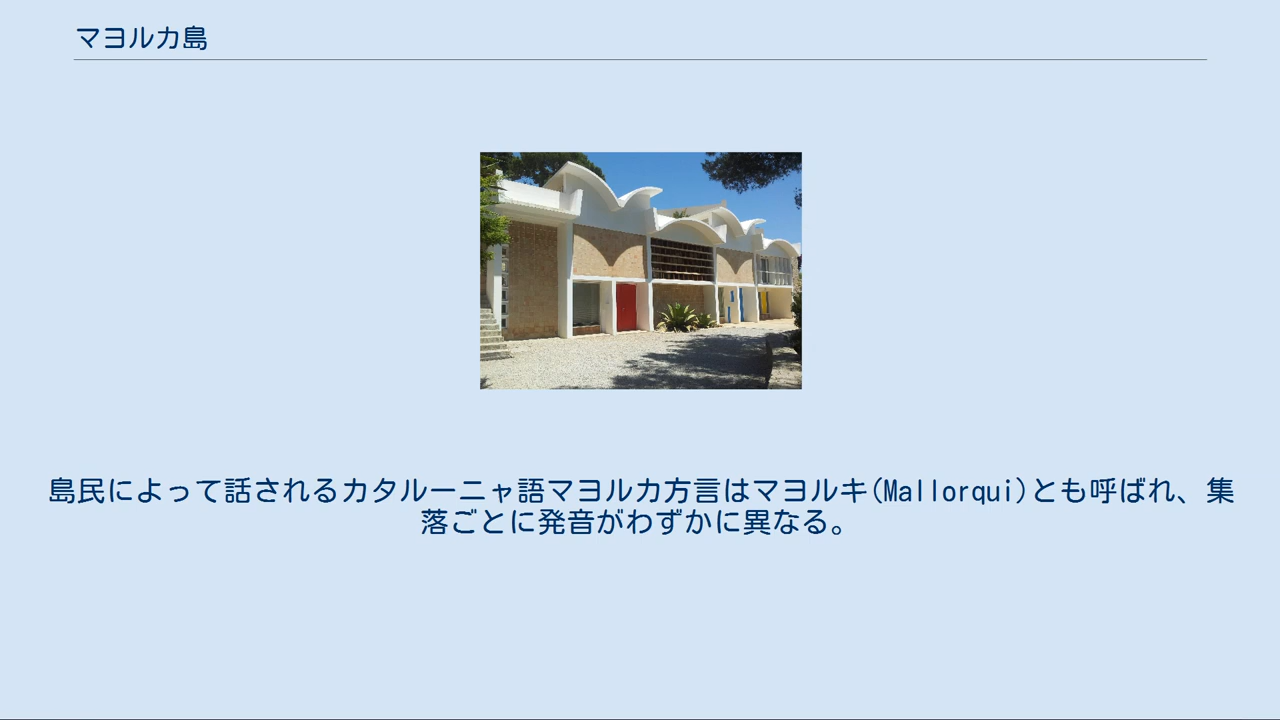 マヨルカ島
島民によって話されるカタルーニャ語マヨルカ方言はマヨルキ(Mallorqui)とも呼ばれ、集
落ごとに発音がわずかに異なる。